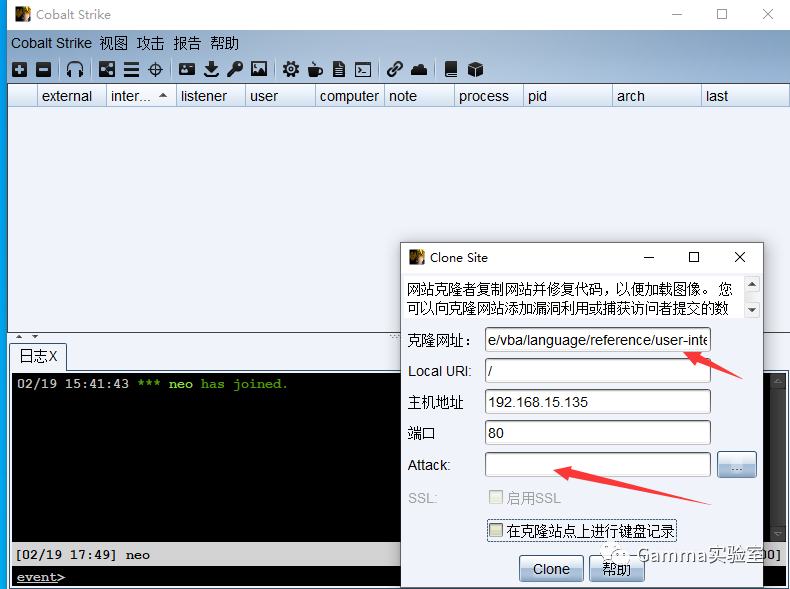 Cobalt Strike
Cobalt Strike 视图 攻击 报告 帮助
external inter... listener user computer note process pid arch last
Clone Site
网站克隆者复制网站并修复代码，以便加载图像。 您
可以向克隆网站添加漏洞利用或捕获访问者提交的数
克隆网址： e/vba/language/reference/user-inte
日志X
Local URI: /
02/19 15:41:43 *** neo has joined.
主机地址 192.168.15.135
端口 80
Attack: ...
SSL: 启用SSL
在克隆站点上进行键盘记录
[02/19 17:49] neo 00]
Gamma实验室
Clone 帮助
event>